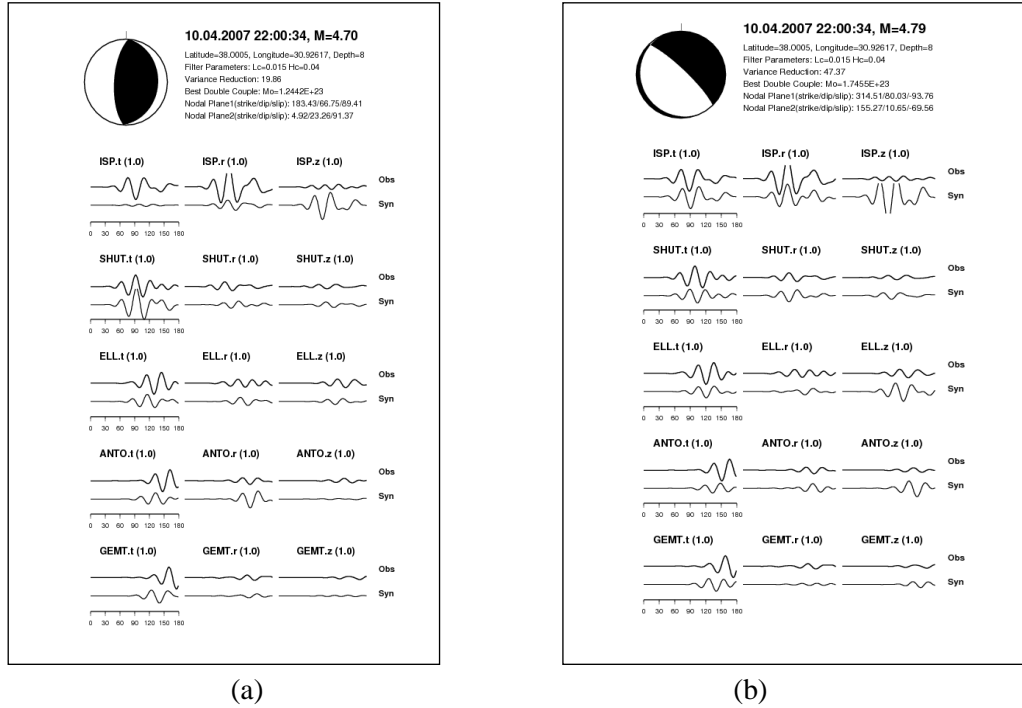 10.04.2007 22:00:34, M=4.70
Latitude=38.0005, Longitude=30.92617, Depth=8
Filter Parameters: Lc=0.015 Hc=0.04
Variance Reduction: 19.86
Best Double Couple: Mo=1.2442E+23
Nodal Plane1(strike/dip/slip): 183.43/66.75/89.41
Nodal Plane2(strike/dip/slip): 4.92/23.26/91.37
ISP.t (1.0) ISP.r (1.0) ISP.z (1.0)
Obs
Syn
0 30 60 90 120 150 180
SHUT.t (1.0) SHUT.r (1.0) SHUT.z (1.0)
Obs
Syn
0 30 60 90 120 150 180
ELL.t (1.0) ELL.r (1.0) ELL.z (1.0)
Obs
Syn
0 30 60 90 120 150 180
ANTO.t (1.0) ANTO.r (1.0) ANTO.z (1.0)
Obs
Syn
0 30 60 90 120 150 180
GEMT.t (1.0) GEMT.r (1.0) GEMT.z (1.0)
Obs
Syn
0 30 60 90 120 150 180
(a)
10.04.2007 22:00:34, M=4.79
Latitude=38.0005, Longitude=30.92617, Depth=8
Filter Parameters: Lc=0.015 Hc=0.04
Variance Reduction: 47.37
Best Double Couple: Mo=1.7455E+23
Nodal Plane1(strike/dip/slip): 314.51/80.03/-93.76
Nodal Plane2(strike/dip/slip): 155.27/10.65/-69.56
ISP.t (1.0) ISP.r (1.0) ISP.z (1.0)
Obs
Syn
0 30 60 90 120 150 180
SHUT.t (1.0) SHUT.r (1.0) SHUT.z (1.0)
Obs
Syn
0 30 60 90 120 150 180
ELL.t (1.0) ELL.r (1.0) ELL.z (1.0)
Obs
Syn
0 30 60 90 120 150 180
ANTO.t (1.0) ANTO.r (1.0) ANTO.z (1.0)
Obs
Syn
0 30 60 90 120 150 180
GEMT.t (1.0) GEMT.r (1.0) GEMT.z (1.0)
Obs
Syn
0 30 60 90 120 150 180
(b)